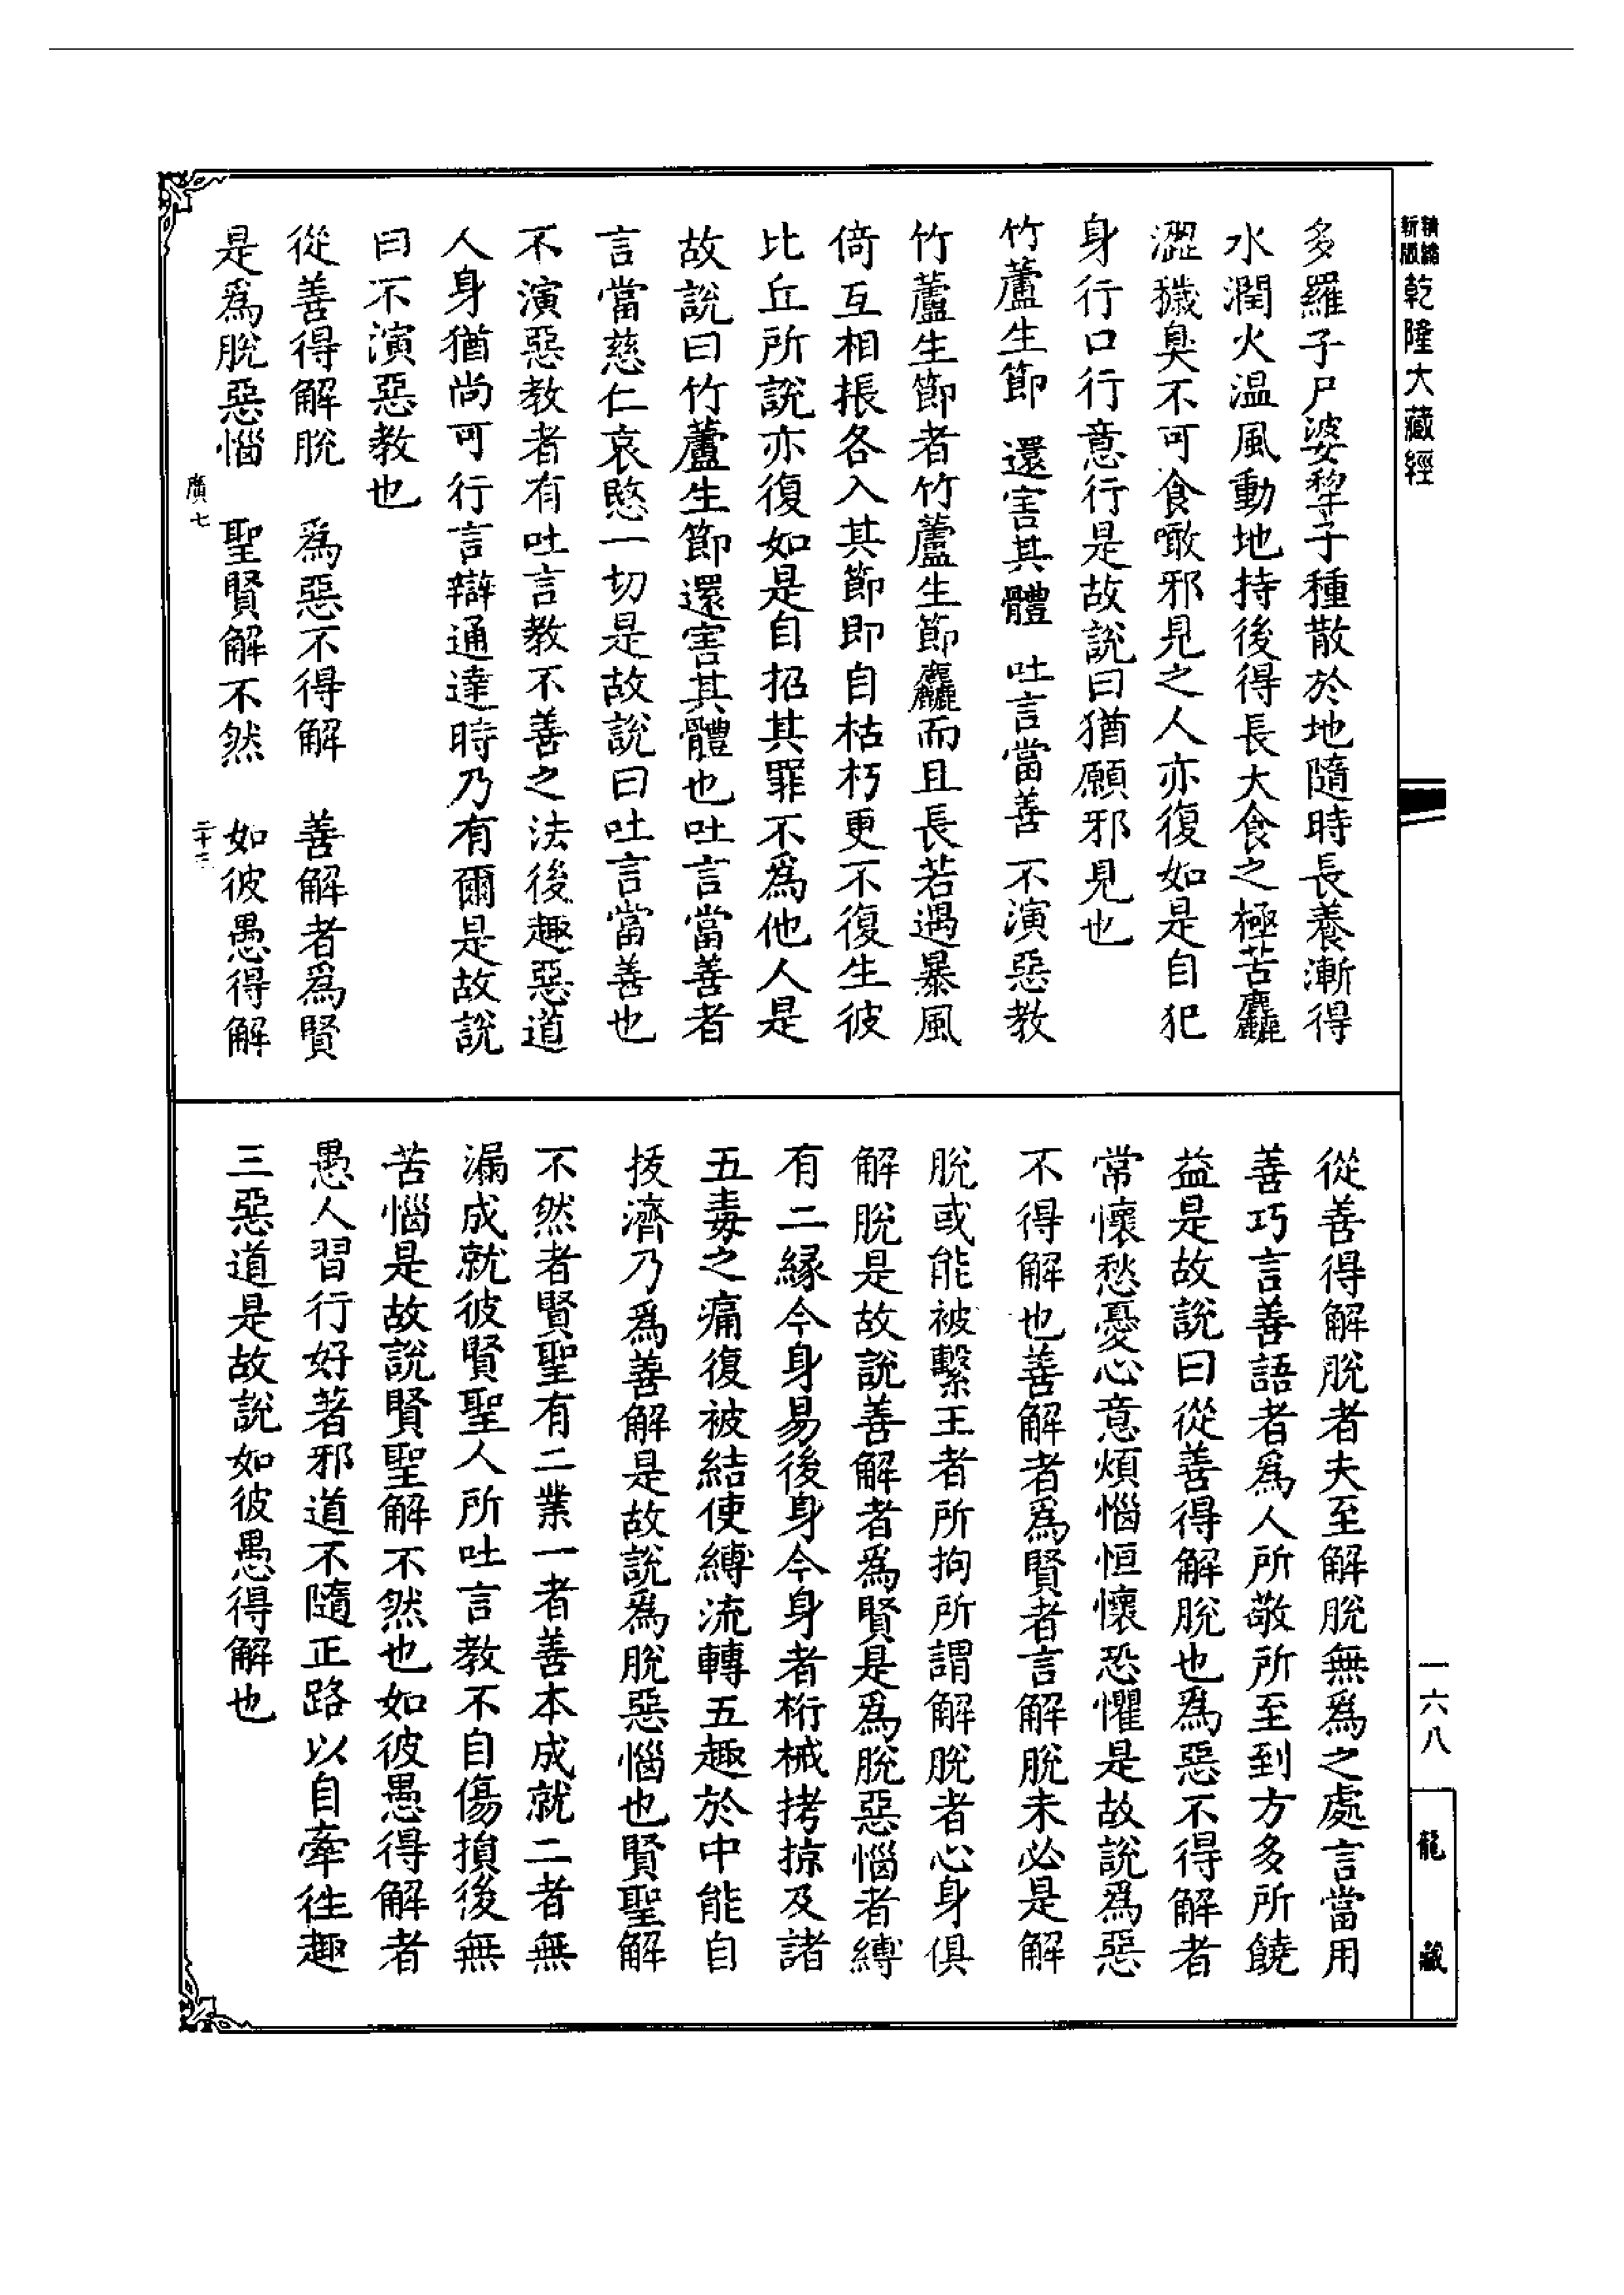 精縮
新版
乾隆大藏經
多羅子尸婆犂子種散於地隨時長養漸得
水潤火温風動地持後得長大食之極苦麤
澀穢臭不可食噉邪見之人亦復如是自犯
身行口行意行是故說曰猶願邪見也
竹蘆生節　還害其體　吐言當善　不演惡教
竹蘆生節者竹蘆生節麤而且長若遇暴風
倚互相振各入其節即自枯朽更不復生彼
比丘所說亦復如是自招其罪不爲他人是
故說曰竹蘆生節還害其體也吐言當善者
言當慈仁哀愍一切是故說曰吐言當善也
不演惡教者有吐言教不善之法後趣惡道
人身猶尚可行言辯通達時乃有爾是故說
曰不演惡教也
從善得解脫　爲惡不得解　善解者爲賢
是爲脫惡惱　聖賢解不然　如彼愚得解
廣七
二十三
從善得解脫者夫至解脫無爲之處言當用
善巧言善語者爲人所敬所至到方多所饒
益是故說曰從善得解脫也爲惡不得解者
常懷愁憂心意煩惱恒懷恐懼是故說爲惡
不得解也善解者爲賢者言解脫未必是解
脫或能被繫王者所拘所謂解脫者心身俱
解脫是故說善解者爲賢是爲脫惡惱者縛
有二緣今身易後身今身者桁械拷掠及諸
五毒之痛復被結使縛流轉五趣於中能自
拔濟乃爲善解是故說爲脫惡惱也賢聖解
不然者賢聖有二業一者善本成就二者無
漏成就彼賢聖人所吐言教不自傷損後無
苦惱是故說賢聖解不然也如彼愚得解者
愚人習行好著邪道不隨正路以自牽徃趣
三惡道是故說如彼愚得解也
一六八
龍藏